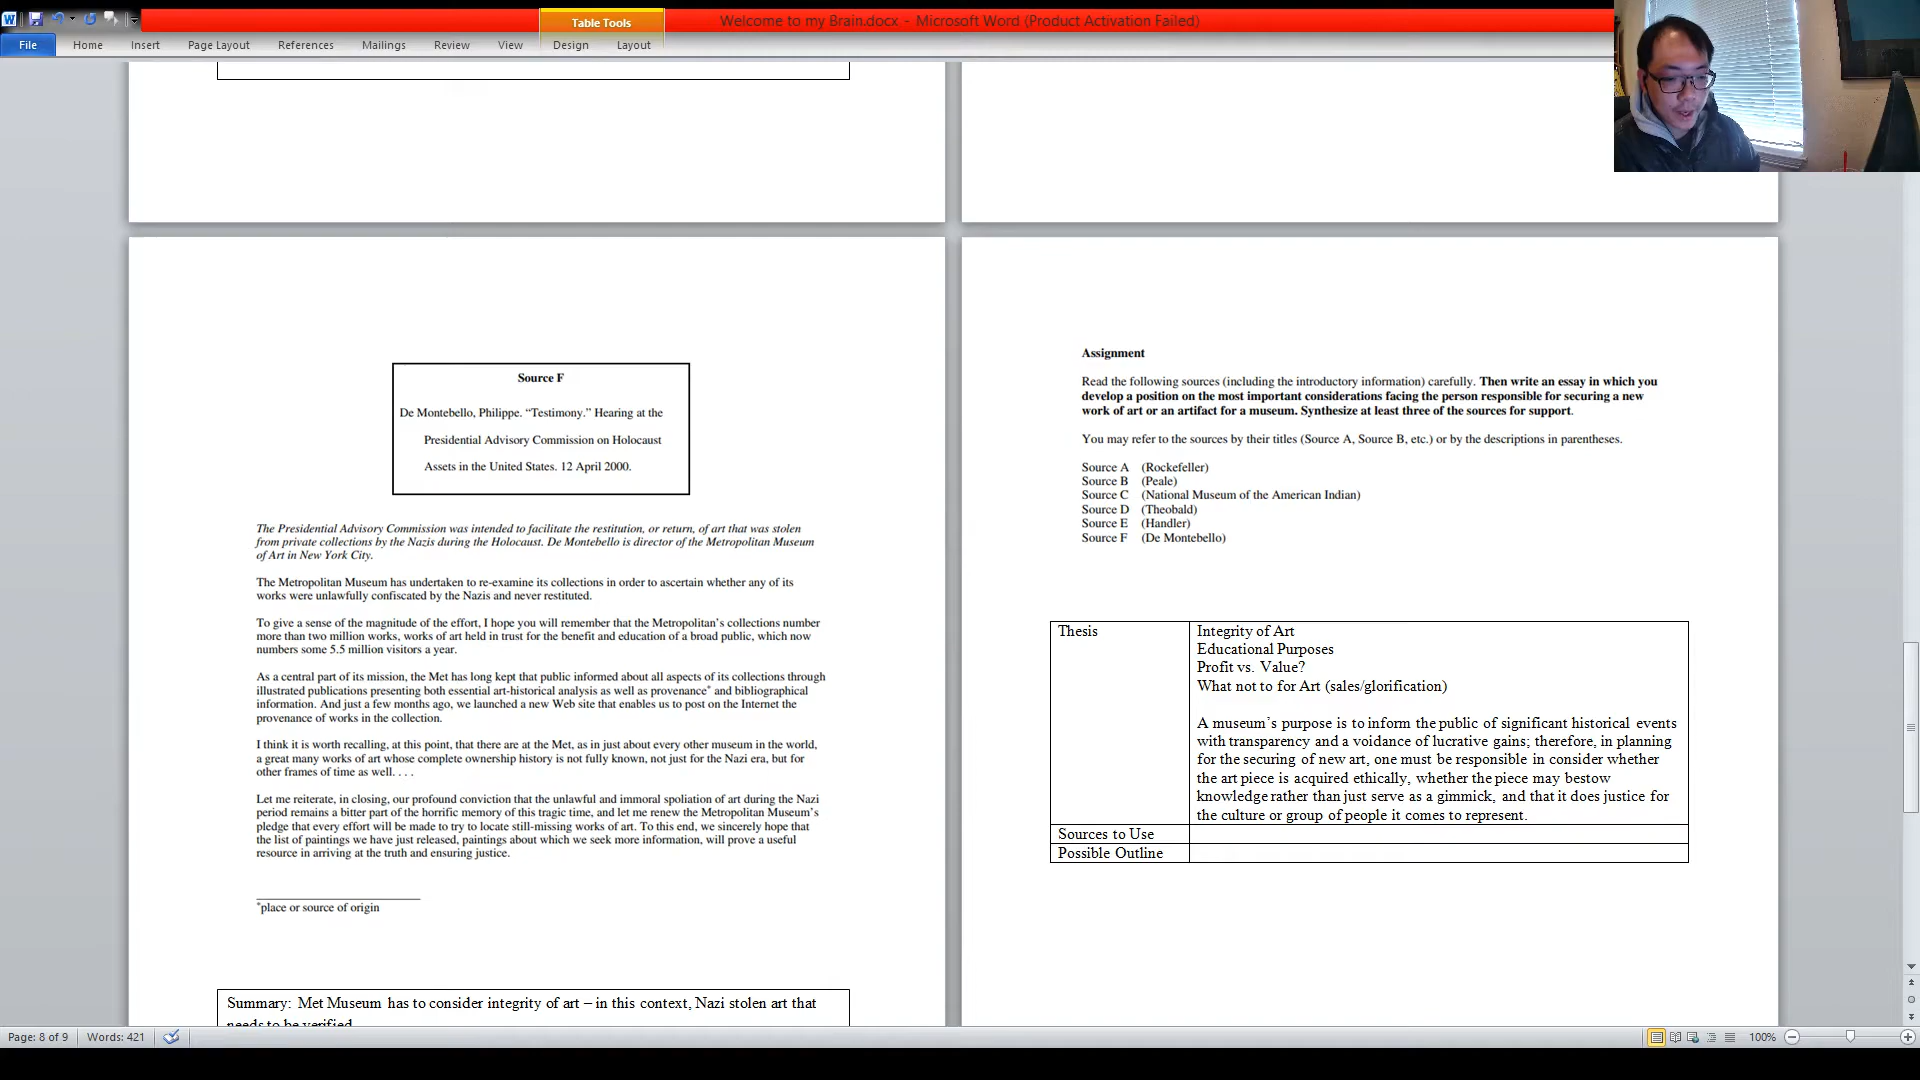 Table Tools
Welcome to my Brain.docx - Microsoft Word (Product Activation Failed)
File Home Insert Page Layout References Mailings Review View Design Layout
Source F
De Montebello, Philippe. “Testimony.” Hearing at the
Presidential Advisory Commission on Holocaust
Assets in the United States. 12 April 2000.
The Presidential Advisory Commission was intended to facilitate the restitution, or return, of art that was stolen
from private collections by the Nazis during the Holocaust. De Montebello is director of the Metropolitan Museum
of Art in New York City.
The Metropolitan Museum has undertaken to re-examine its collections in order to ascertain whether any of its
works were unlawfully confiscated by the Nazis and never restituted.
To give a sense of the magnitude of the effort, I hope you will remember that the Metropolitan’s collections number
more than two million works, works of art held in trust for the benefit and education of a broad public, which now
numbers some 5.5 million visitors a year.
As a central part of its mission, the Met has long kept that public informed about all aspects of its collections through
illustrated publications presenting both essential art-historical analysis as well as provenance* and bibliographical
information. And just a few months ago, we launched a new Web site that enables us to post on the Internet the
provenance of works in the collection.
I think it is worth recalling, at this point, that there are at the Met, as in just about every other museum in the world,
a great many works of art whose complete ownership history is not fully known, not just for the Nazi era, but for
other frames of time as well. . . .
Let me reiterate, in closing, our profound conviction that the unlawful and immoral spoliation of art during the Nazi
period remains a bitter part of the horrific memory of this tragic time, and let me renew the Metropolitan Museum’s
pledge that every effort will be made to try to locate still-missing works of art. To this end, we sincerely hope that
the list of paintings we have just released, paintings about which we seek more information, will prove a useful
resource in arriving at the truth and ensuring justice.
*place or source of origin
Summary: Met Museum has to consider integrity of art – in this context, Nazi stolen art that
needs to be verified
Assignment
Read the following sources (including the introductory information) carefully. Then write an essay in which you
develop a position on the most important considerations facing the person responsible for securing a new
work of art or an artifact for a museum. Synthesize at least three of the sources for support.
You may refer to the sources by their titles (Source A, Source B, etc.) or by the descriptions in parentheses.
Source A (Rockefeller)
Source B (Peale)
Source C (National Museum of the American Indian)
Source D (Theobald)
Source E (Handler)
Source F (De Montebello)
Thesis
Integrity of Art
Educational Purposes
Profit vs. Value?
What not to for Art (sales/glorification)
A museum’s purpose is to inform the public of significant historical events
with transparency and a voidance of lucrative gains; therefore, in planning
for the securing of new art, one must be responsible in consider whether
the art piece is acquired ethically, whether the piece may bestow
knowledge rather than just serve as a gimmick, and that it does justice for
the culture or group of people it comes to represent.
Sources to Use
Possible Outline
Page: 8 of 9 Words: 421 100%